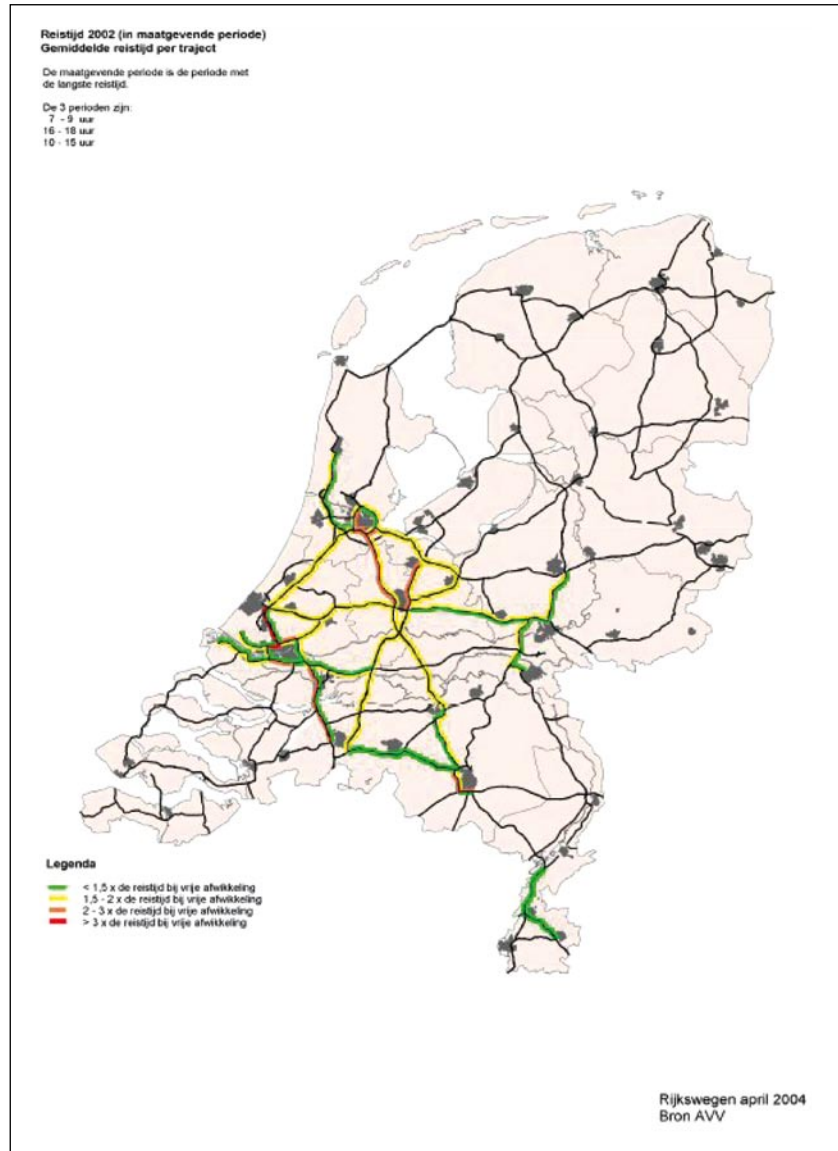 Reistijd 2002 (in maatgevende periode)
Gemiddelde reistijd per traject
De maatgevende periode is de periode met
de langste reistijd.
De 3 perioden zijn:
7 - 9 uur
16 - 18 uur
10 - 15 uur
Legenda
< 1,5 x de reistijd bij vrije afwikkeling
1,5 - 2 x de reistijd bij vrije afwikkeling
2 - 3 x de reistijd bij vrije afwikkeling
> 3 x de reistijd bij vrije afwikkeling
Rijkswegen april 2004
Bron AVV